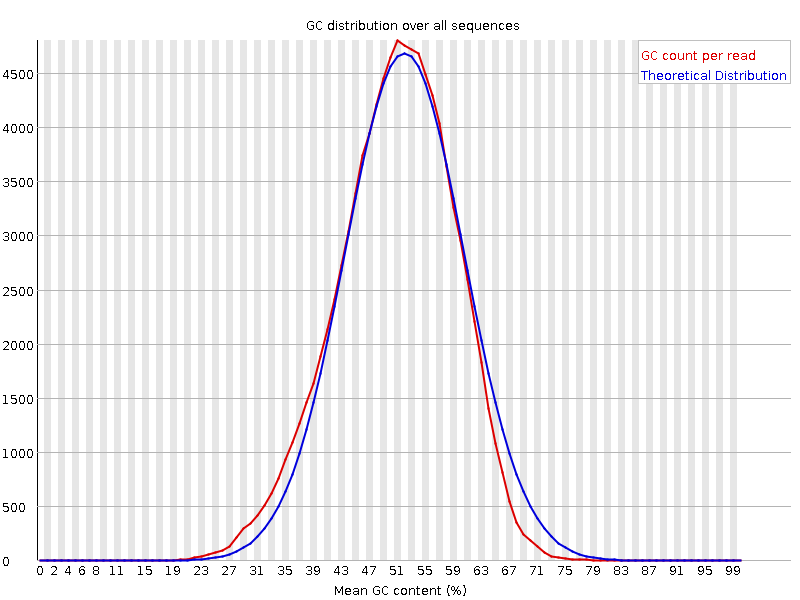 GC distribution over all sequences
GC count per read
Theoretical Distribution
4500
4000
3500
3000
2500
2000
1500
1000
500
0
0 2 4 6 8 11 15 19 23 27 31 35 39 43 47 51 55 59 63 67 71 75 79 83 87 91 95 99
Mean GC content (%)